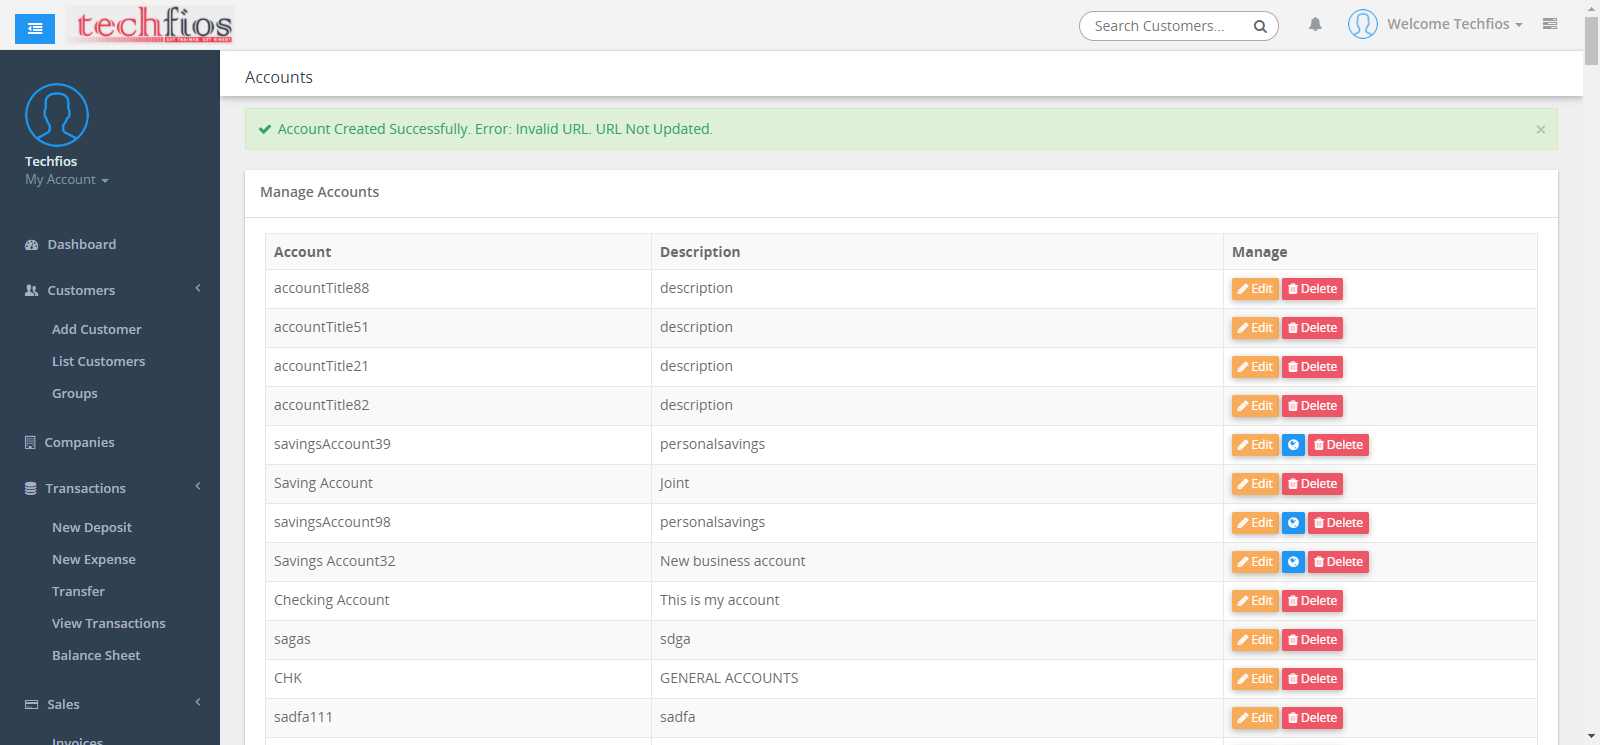 techfios
GET TRAINED. GET HIRED!
Search Customers...
Welcome Techfios
Techfios
My Account
Dashboard
Customers
Add Customer
List Customers
Groups
Companies
Transactions
New Deposit
New Expense
Transfer
View Transactions
Balance Sheet
Sales
Invoices
Accounts
Account Created Successfully. Error: Invalid URL. URL Not Updated.
×
Manage Accounts
Account Description Manage
accountTitle88 description Edit Delete
accountTitle51 description Edit Delete
accountTitle21 description Edit Delete
accountTitle82 description Edit Delete
savingsAccount39 personalsavings Edit Delete
Saving Account Joint Edit Delete
savingsAccount98 personalsavings Edit Delete
Savings Account32 New business account Edit Delete
Checking Account This is my account Edit Delete
sagas sdga Edit Delete
CHK GENERAL ACCOUNTS Edit Delete
sadfa111 sadfa Edit Delete